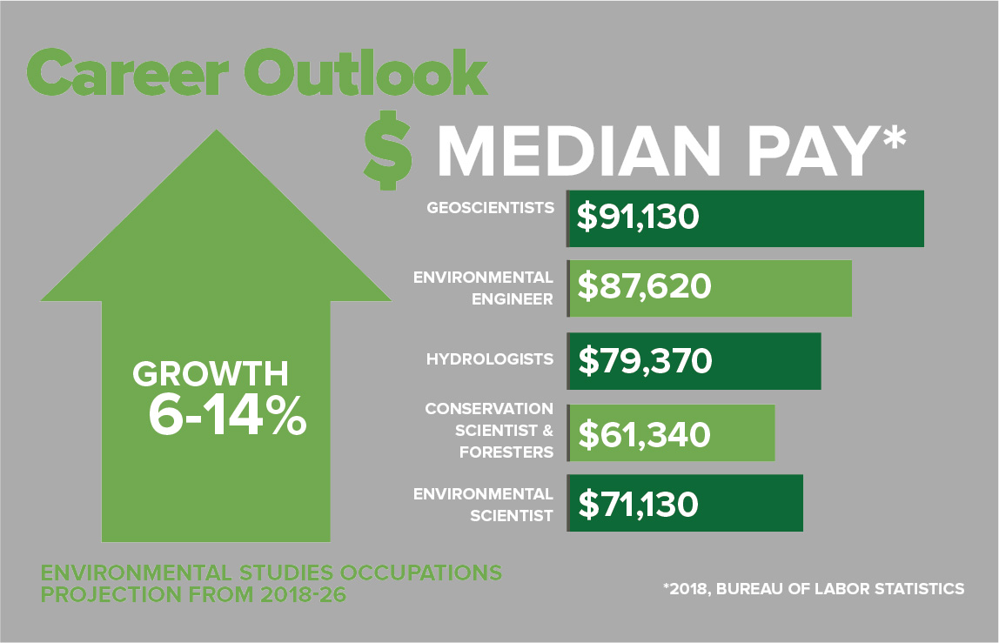 Career Outlook
$ MEDIAN PAY*
GEOSCIENTISTS $91,130
ENVIRONMENTAL
ENGINEER
$87,620
HYDROLOGISTS $79,370
CONSERVATION
SCIENTIST &
FORESTERS
$61,340
ENVIRONMENTAL
SCIENTIST
$71,130
GROWTH
6-14%
ENVIRONMENTAL STUDIES OCCUPATIONS
PROJECTION FROM 2018-26
*2018, BUREAU OF LABOR STATISTICS